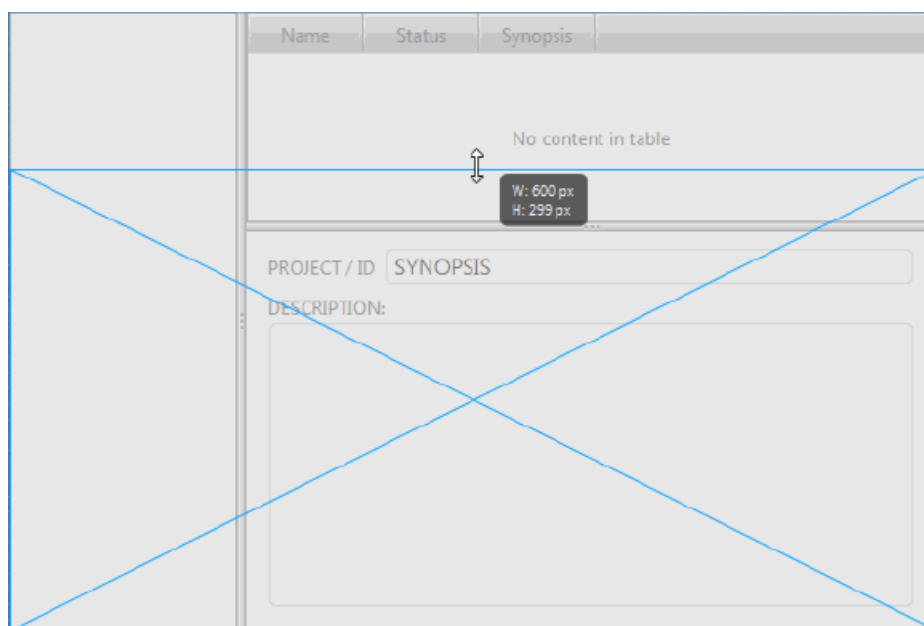 Name Status Synopsis
No content in table
W: 600 px
H: 299 px
PROJECT / ID SYNOPSIS
DESCRIPTION: